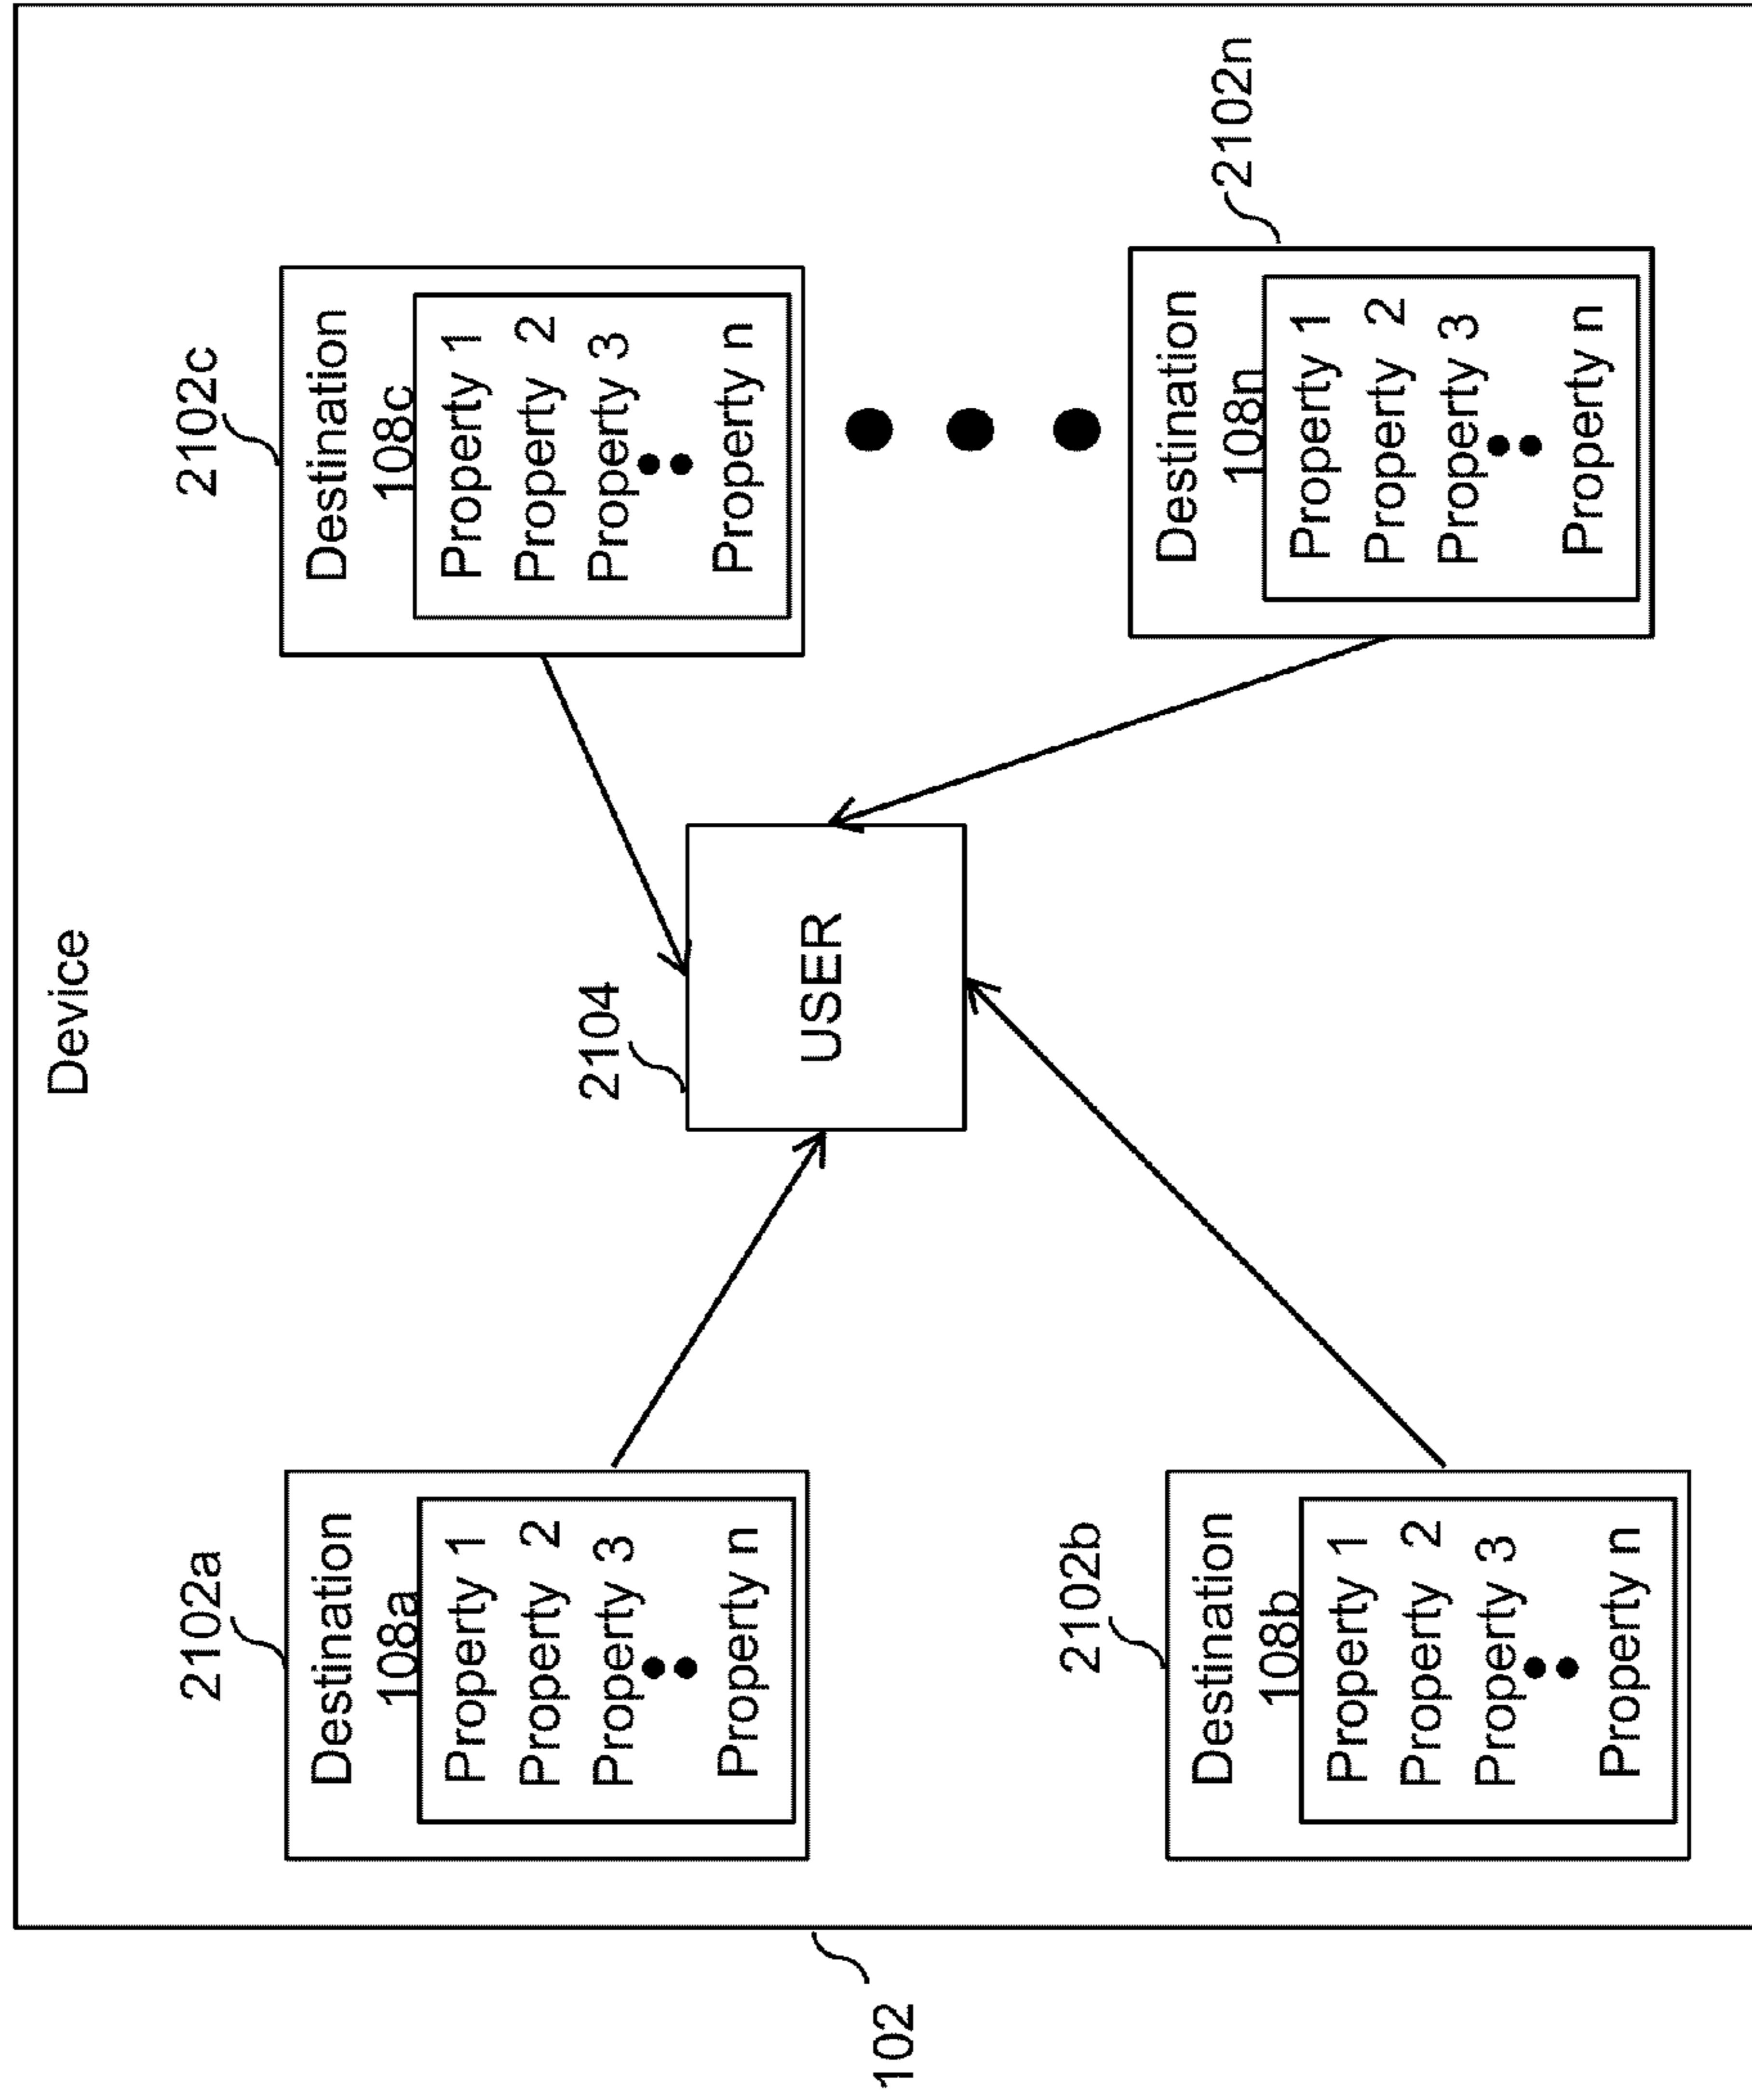 Device
2102a
Destination
108a
Property 1
Property 2
Property 3
Property n
2102c
Destination
108c
Property 1
Property 2
Property 3
Property n
2104
USER
102
2102b
Destination
108b
Property 1
Property 2
Property 3
Property n
2102n
Destination
108n
Property 1
Property 2
Property 3
Property n